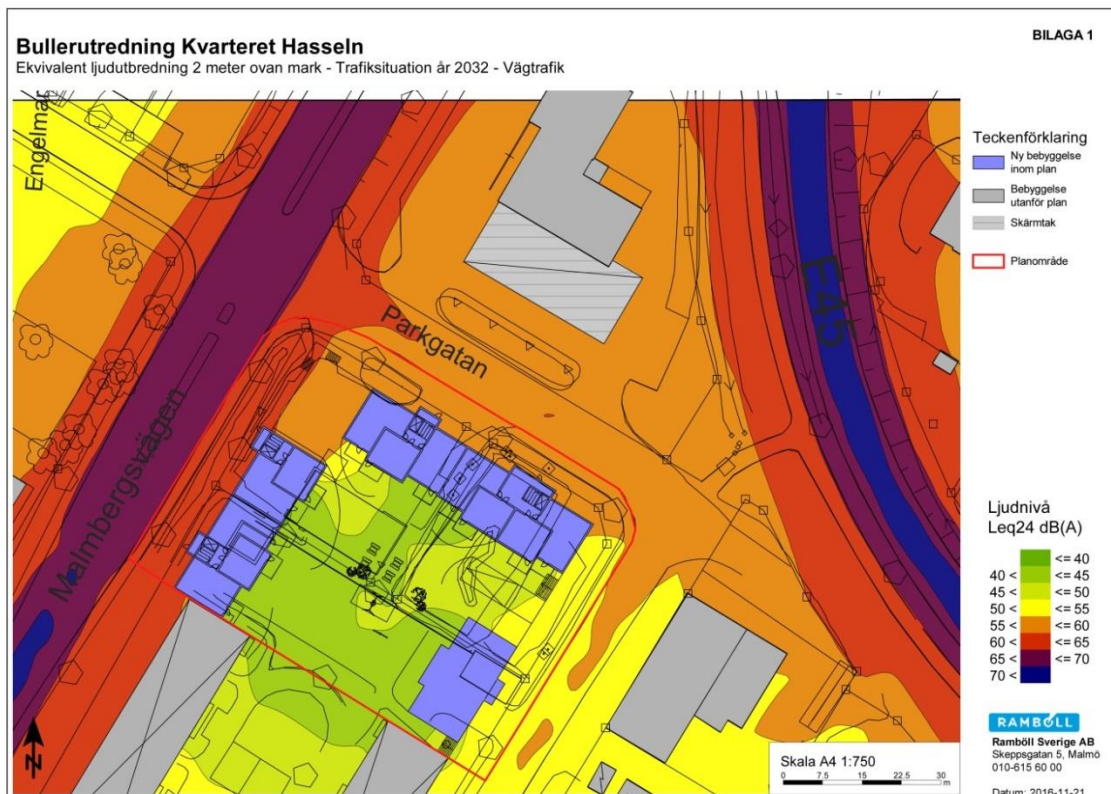 BILAGA 1
Bullerutredning Kvarteret Hasseln
Ekvivalent ljudutbredning 2 meter ovan mark - Trafiksituation år 2032 - Vägtrafik
Engelmar
Malmbergsvägen
Parkgatan
E45
N
Teckenförklaring
Ny bebyggelse
inom plan
Bebyggelse
utanför plan
Skärmtak
Planområde
Ljudnivå
Leq24 dB(A)
<= 40
40 < <= 45
45 < <= 50
50 < <= 55
55 < <= 60
60 < <= 65
65 < <= 70
70 <
RAMBOLL
Ramböll Sverige AB
Skeppsgatan 5, Malmö
010-615 60 00
Datum: 2016-11-21
Skala A4 1:750
0 7.5 15 22.5 30
m